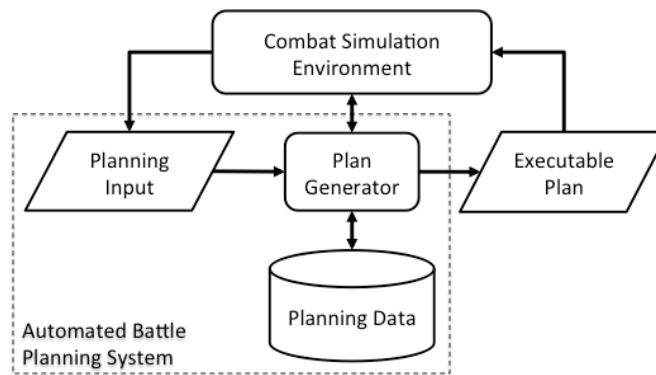 Combat Simulation
Environment
Planning
Input
Plan
Generator
Executable
Plan
Planning Data
Automated Battle
Planning System